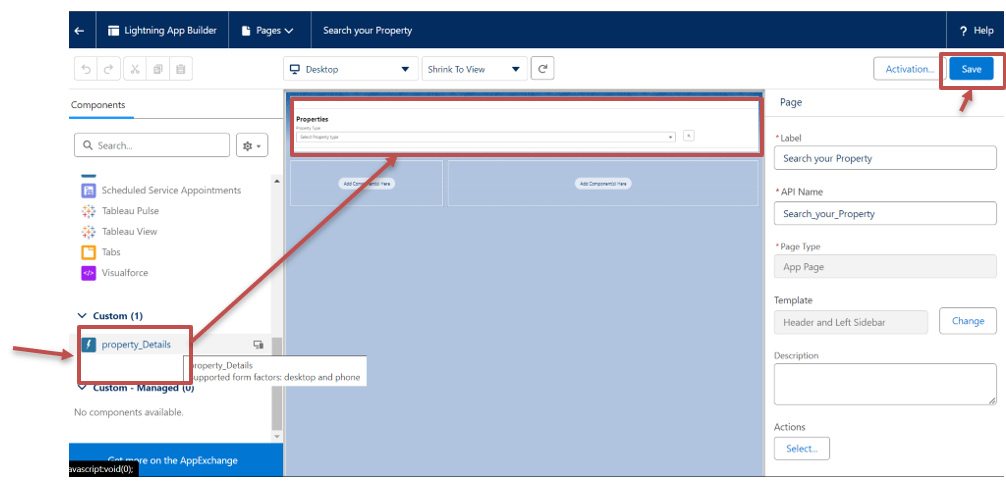 Lightning App Builder
Pages
Search your Property
? Help
Desktop
Shrink To View
Activation...
Save
Components
Search...
Scheduled Service Appointments
Tableau Pulse
Tableau View
Tabs
Visualforce
Custom (1)
property_Details
property_Details
supported form factors: desktop and phone
Custom - Managed (0)
No components available.
Get more on the AppExchange
avascript:void(0);
Properties
Property Type
Select Property type
Add Component(s) Here
Add Component(s) Here
Page
*Label
Search your Property
*API Name
Search_your_Property
*Page Type
App Page
Template
Header and Left Sidebar
Change
Description
Actions
Select...